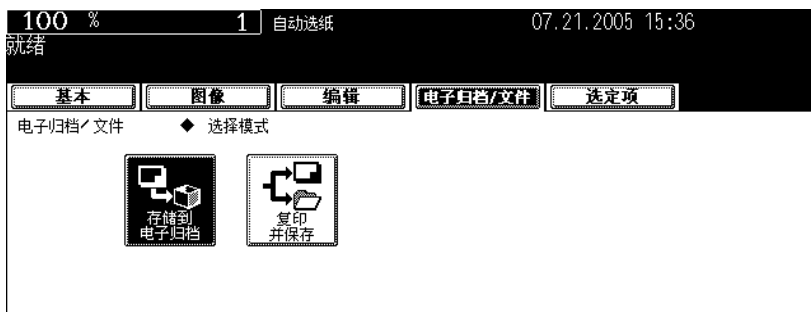 100 % 1 自动选纸 07.21.2005 15:36
就绪
基本 图像 编辑 电子归档/文件 选定项
电子归档/文件 ◆ 选择模式
存储到 复印
电子归档 并保存